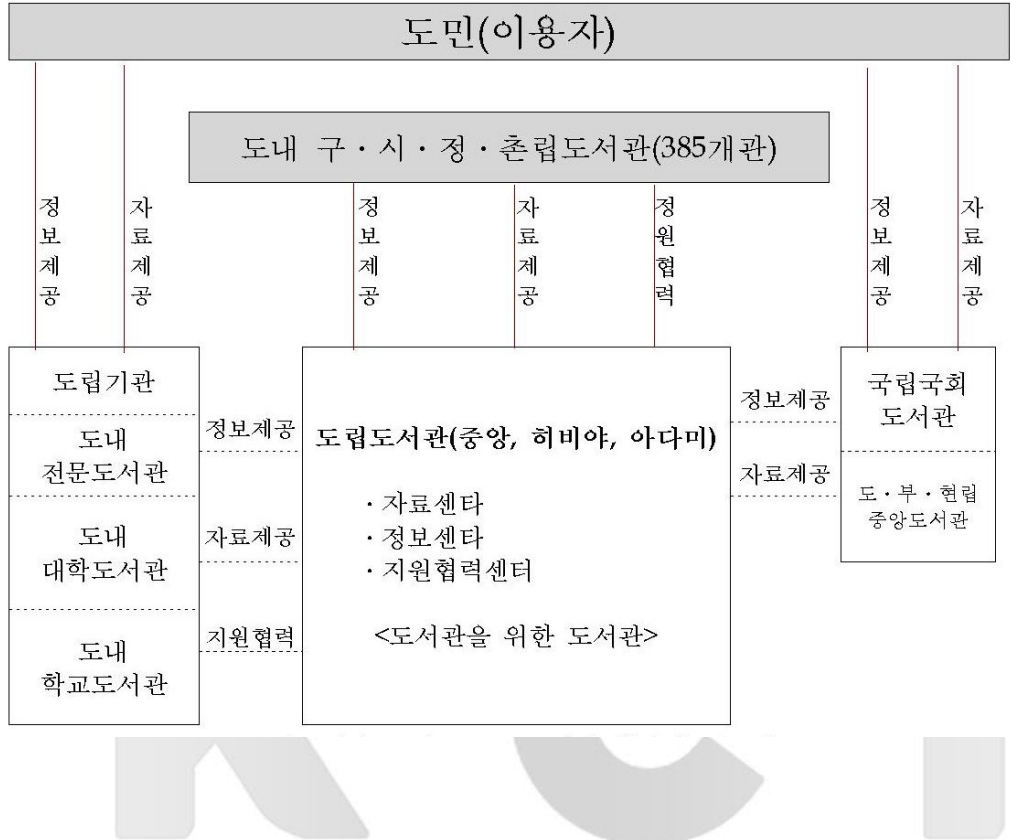 도민(이용자)
도내 구・시・정・촌립도서관(385개관)
정보제공
자료제공
정보제공
자료제공
정원협력
정보제공
자료제공
도립기관
도내
전문도서관
도내
대학도서관
도내
학교도서관
정보제공
자료제공
지원협력
도립도서관(중앙, 히비야, 아다미)
・자료센타
・정보센타
・지원협력센터
<도서관을 위한 도서관>
정보제공
자료제공
국립국회
도서관
도・부・현립
중앙도서관
KCI